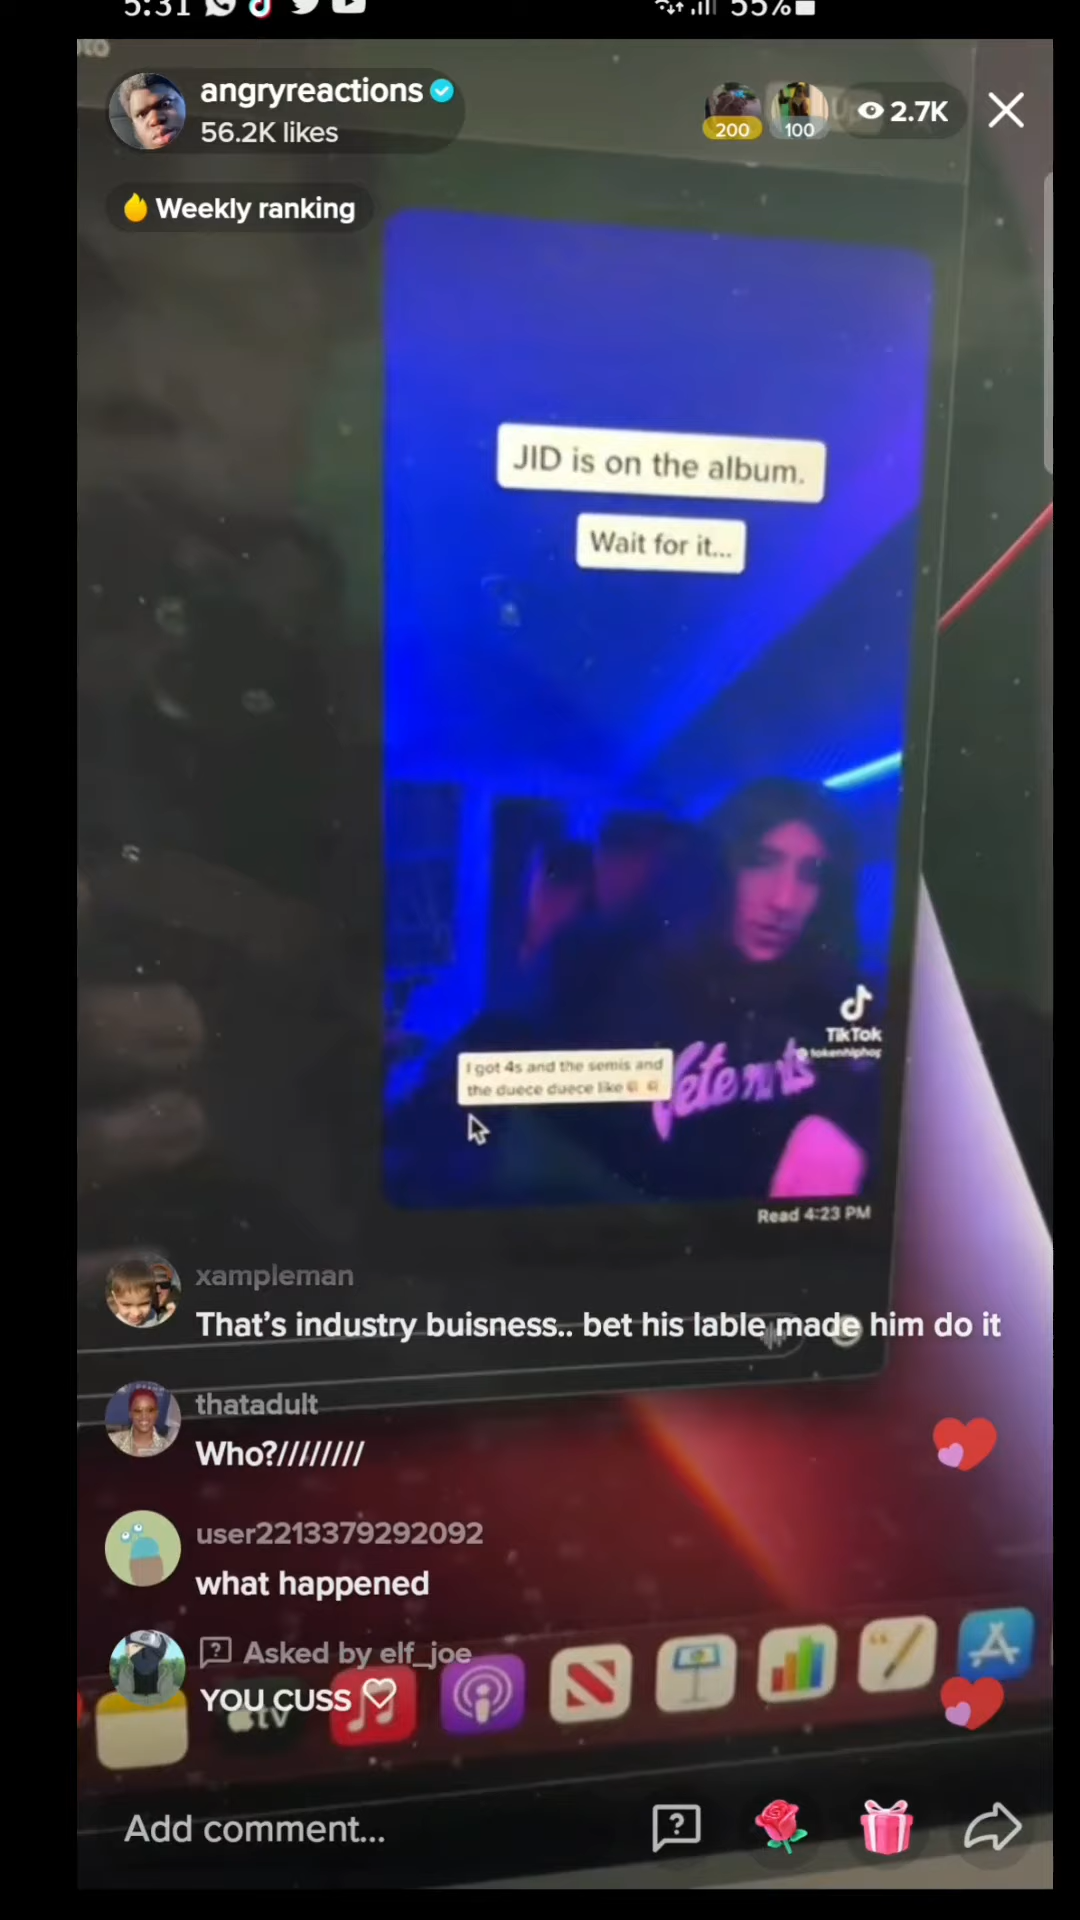 5:31
55%
angryreactions
56.2K likes
200
100
2.7K
Weekly ranking
JID is on the album.
Wait for it...
TikTok
tokenhiphop
I got 4s and the semis and
the duece duece like
Vetements
Read 4:23 PM
xampleman
That's industry buisness.. bet his lable made him do it
thatadult
Who?////////
user2213379292092
what happened
Asked by elf_joe
YOU CUSS
tv
Add comment...